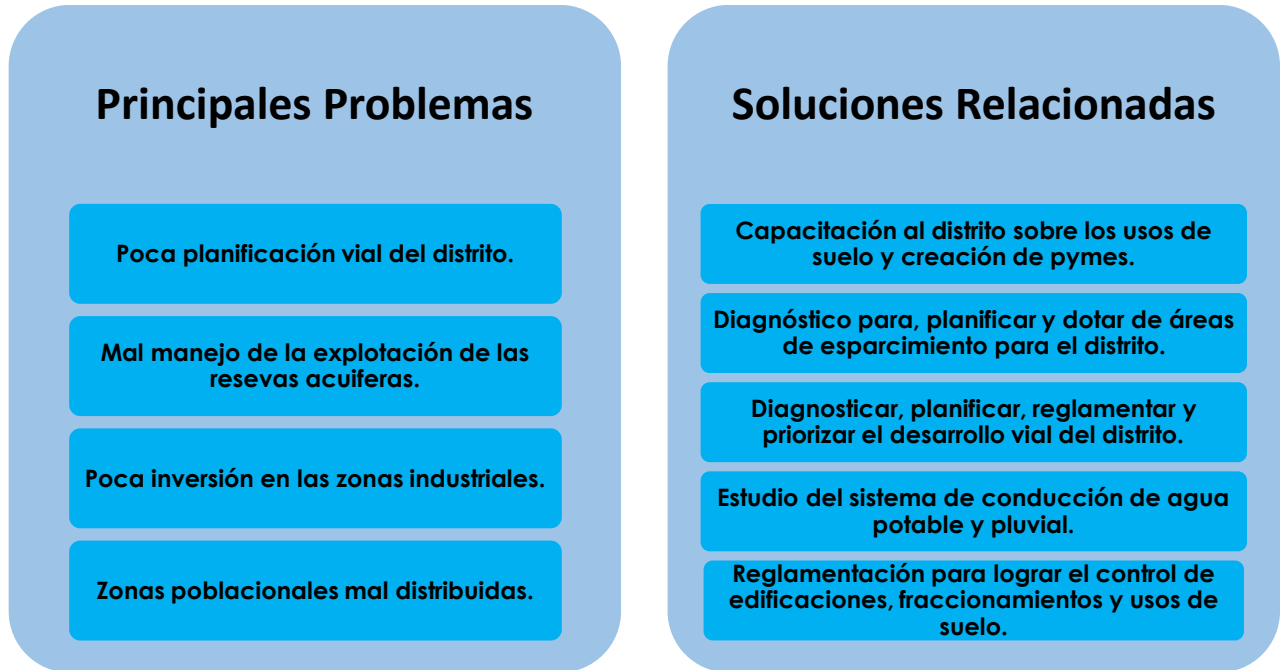 Principales Problemas
Poca planificación vial del distrito.
Mal manejo de la explotación de las
resevas acuiferas.
Poca inversión en las zonas industriales.
Zonas poblacionales mal distribuidas.
Soluciones Relacionadas
Capacitación al distrito sobre los usos de
suelo y creación de pymes.
Diagnóstico para, planificar y dotar de áreas
de esparcimiento para el distrito.
Diagnosticar, planificar, reglamentar y
priorizar el desarrollo vial del distrito.
Estudio del sistema de conducción de agua
potable y pluvial.
Reglamentación para lograr el control de
edificaciones, fraccionamientos y usos de
suelo.